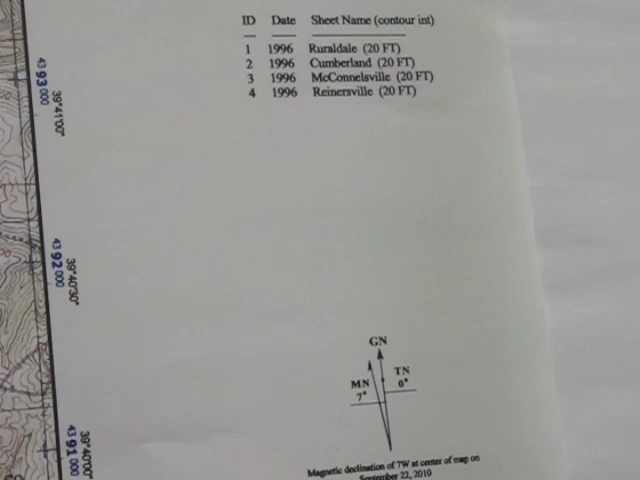 ID Date Sheet Name (contour int)
1 1996 Ruraldale (20 FT)
2 1996 Cumberland (20 FT)
3 1996 McConnelsville (20 FT)
4 1996 Reinersville (20 FT)
4393000
39°41'00"
4392000
39°40'30"
4391000
39°40'00"
GN
TN
0°
MN
7°
Magnetic declination of 7W at center of map on
September 22, 2010